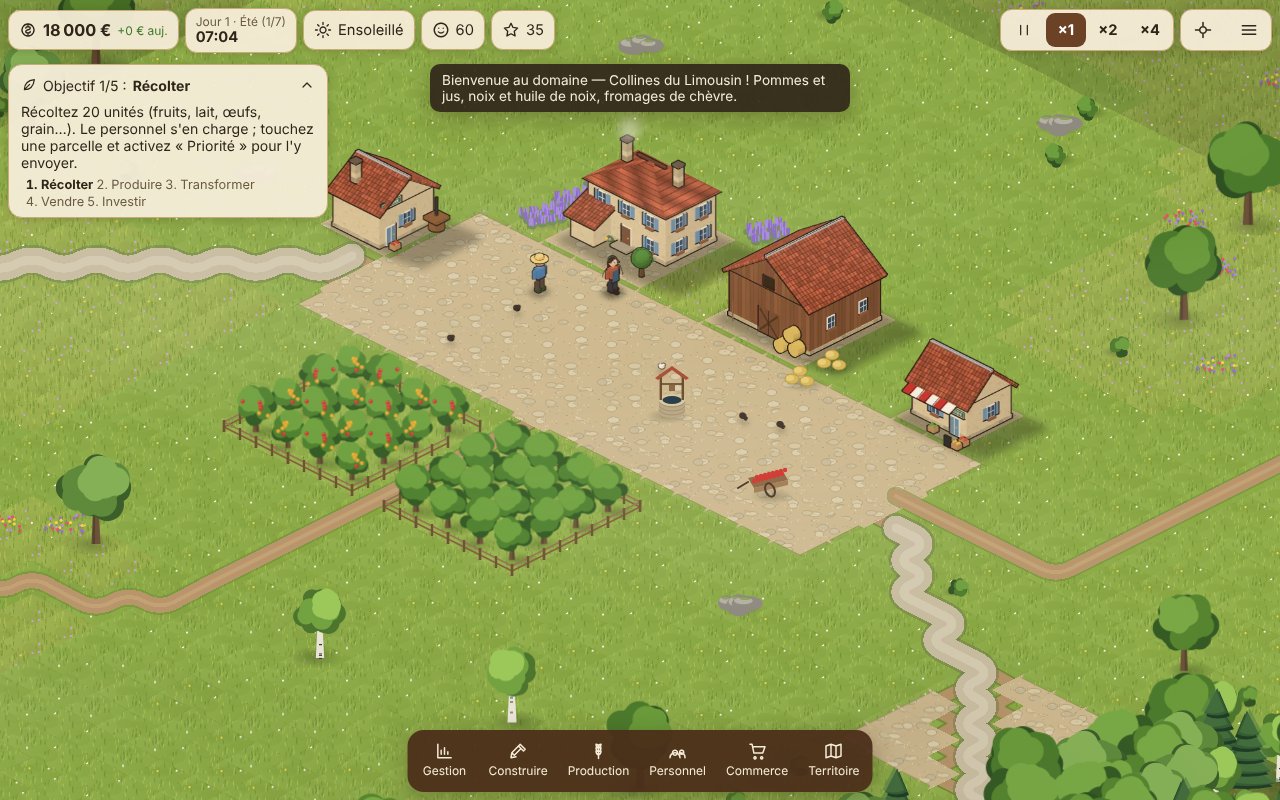 18 000 € +0 € auj.
Jour 1 · Été (1/7)
07:04
Ensoleillé
60
35
×1 ×2 ×4
Objectif 1/5 : Récolter
Récoltez 20 unités (fruits, lait, œufs,
grain...). Le personnel s'en charge ; touchez
une parcelle et activez « Priorité » pour l'y
envoyer.
1. Récolter 2. Produire 3. Transformer
4. Vendre 5. Investir
Bienvenue au domaine — Collines du Limousin ! Pommes et
jus, noix et huile de noix, fromages de chèvre.
Gestion
Construire
Production
Personnel
Commerce
Territoire